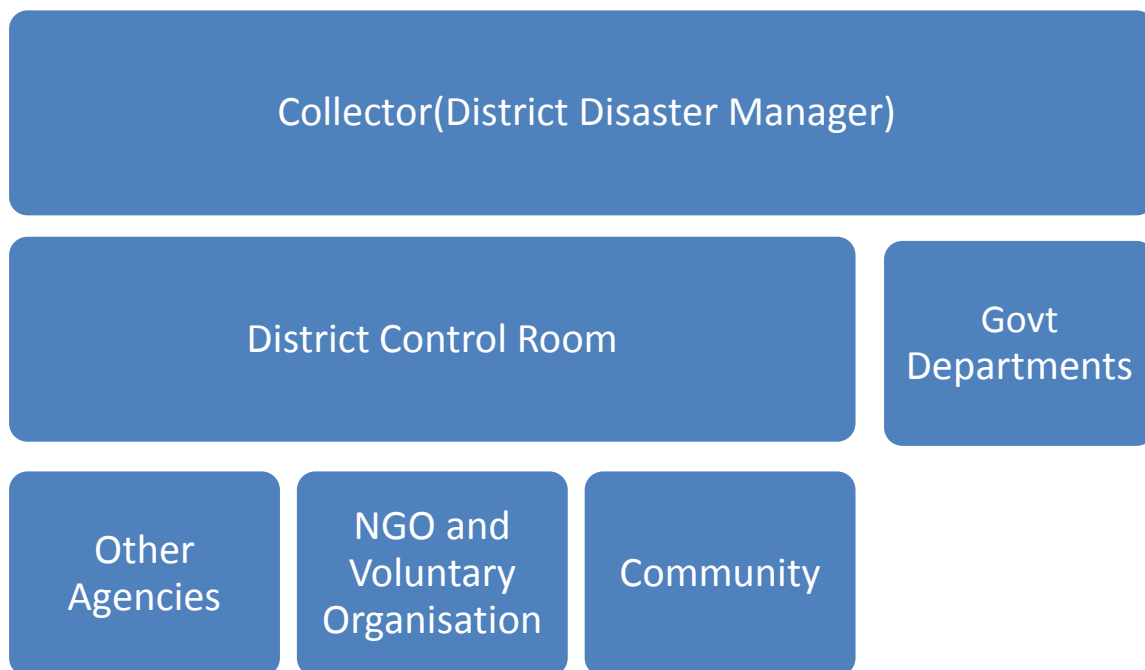 Collector(District Disaster Manager)
District Control Room
Govt
Departments
Other
Agencies
NGO and
Voluntary
Organisation
Community